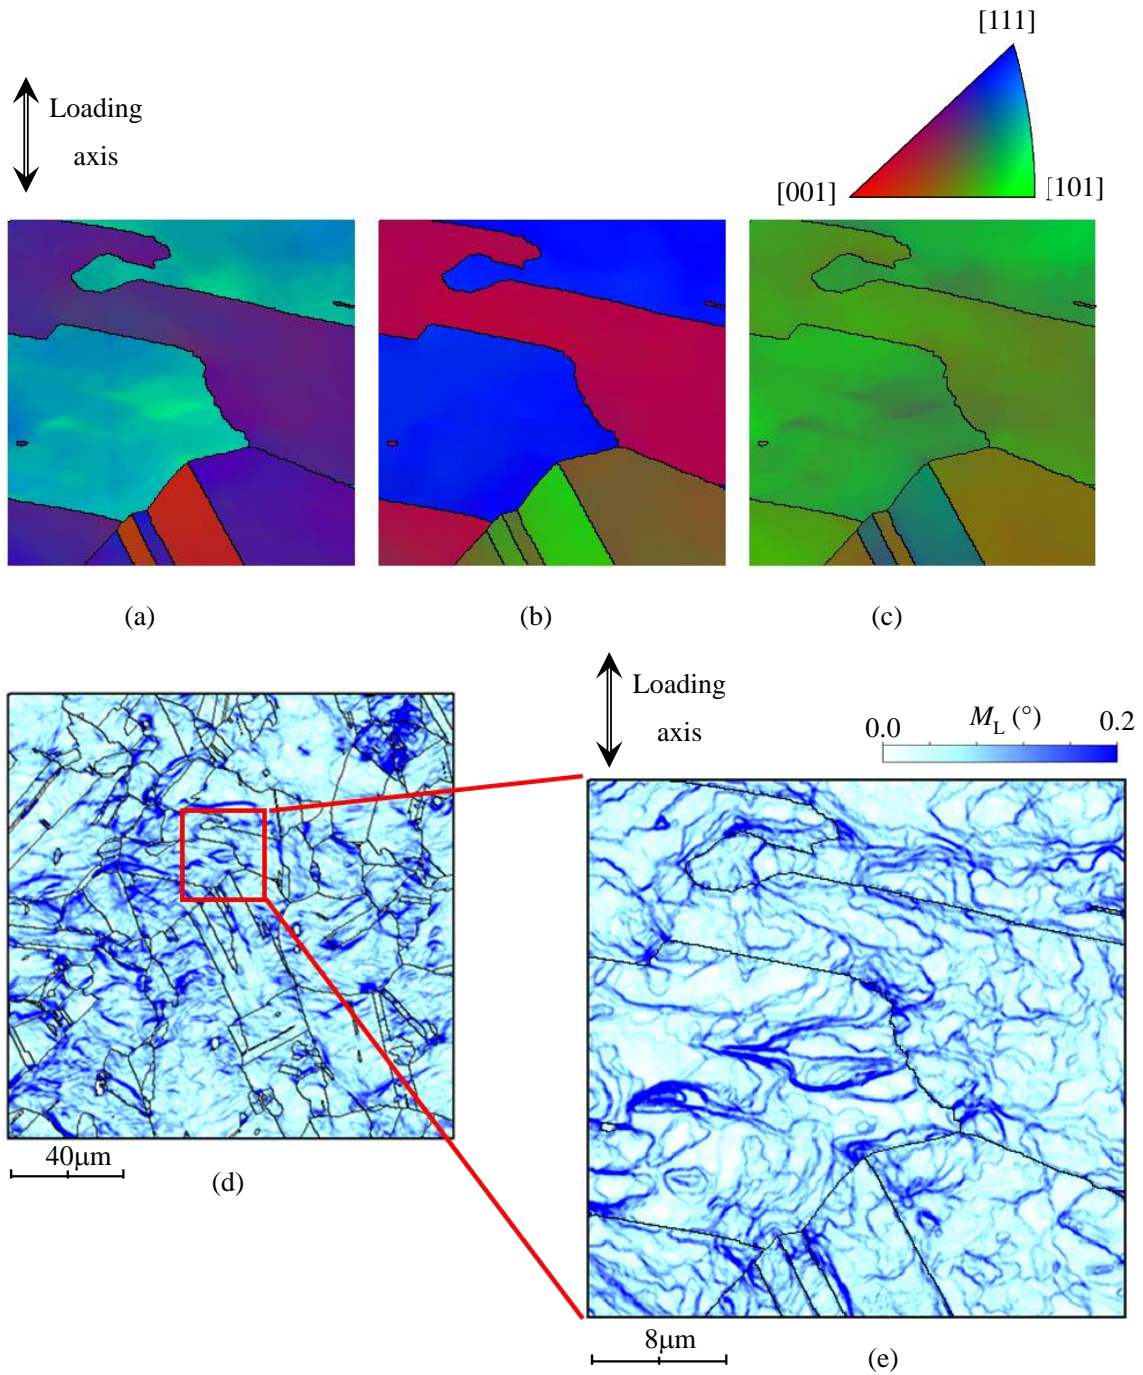 [111]
Loading
axis
[001]
[101]
(a)
(b)
(c)
Loading
axis
0.0
M_L (°)
0.2
40μm
(d)
8μm
(e)